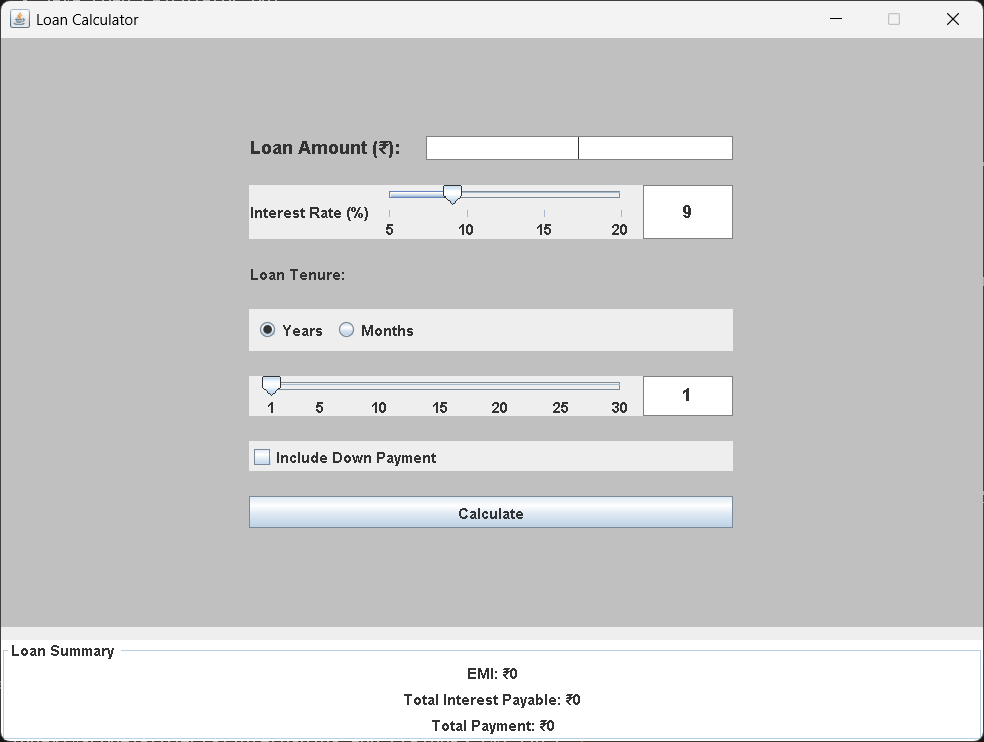 Loan Calculator
Loan Amount (₹):
Interest Rate (%)
5 10 15 20
9
Loan Tenure:
Years Months
1 5 10 15 20 25 30
1
Include Down Payment
Calculate
Loan Summary
EMI: ₹0
Total Interest Payable: ₹0
Total Payment: ₹0